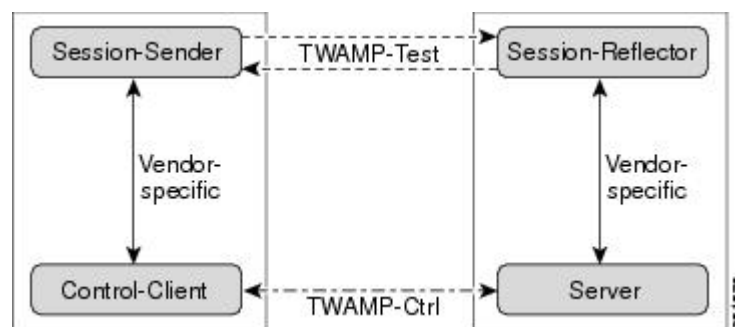 Session-Sender
TWAMP-Test
Session-Reflector
Vendor-
specific
Vendor-
specific
Control-Client
TWAMP-Ctrl
Server